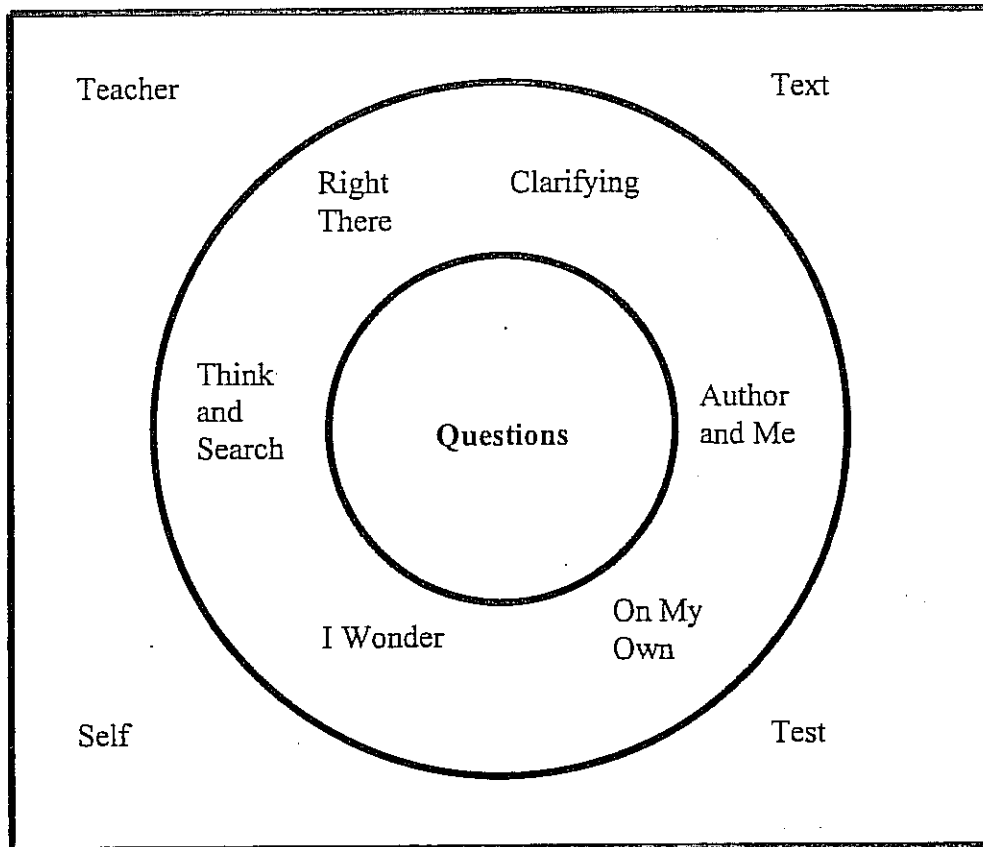 Teacher
Text
Right
There
Clarifying
Think
and
Search
Questions
Author
and Me
I Wonder
On My
Own
Self
Test